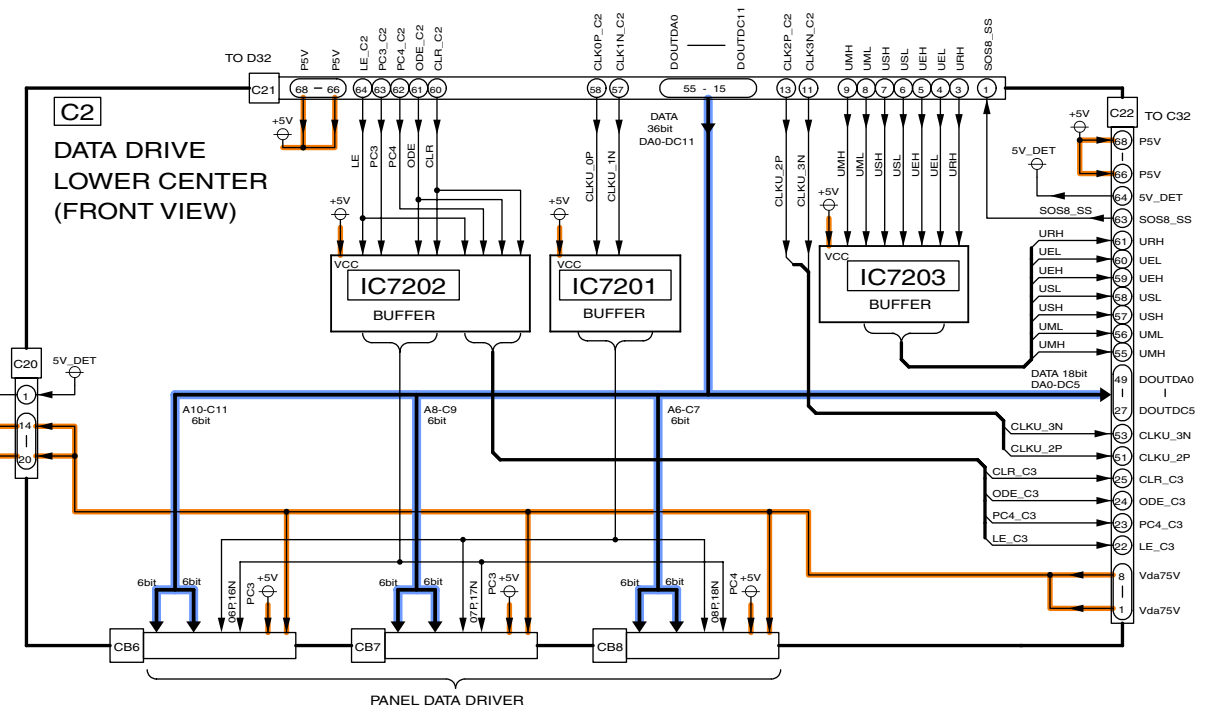 P5V
P5V
LE_C2
PC3_C2
PC4_C2
ODE_C2
CLR_C2
CLK0P_C2
CLK1N_C2
DOUTDA0
DOUTDC11
CLK2P_C2
CLK3N_C2
UMH
UML
USH
USL
UEH
UEL
URH
SOS8_SS
TO D32
C21
68 – 66
64
63
62
61
60
58
57
55 - 15
13
11
9
8
7
6
5
4
3
1
C22
TO C32
C2
DATA DRIVE
LOWER CENTER
(FRONT VIEW)
+5V
LE
PC3
PC4
ODE
CLR
CLKU_0P
CLKU_1N
DATA
36bit
DA0-DC11
CLKU_2P
CLKU_3N
UMH
UML
USH
USL
UEH
UEL
URH
+5V
5V_DET
SOS8_SS
68
P5V
66
P5V
64
5V_DET
63
SOS8_SS
+5V
VCC
IC7202
BUFFER
+5V
VCC
IC7201
BUFFER
+5V
VCC
IC7203
BUFFER
URH
61
URH
UEL
60
UEL
UEH
59
UEH
USL
58
USL
USH
57
USH
UML
56
UML
UMH
55
UMH
C20
5V_DET
1
14
20
A10-C11
6bit
A8-C9
6bit
A6-C7
6bit
DATA 18bit
DA0-DC5
49
DOUTDA0
27
DOUTDC5
CLKU_3N
53
CLKU_3N
CLKU_2P
51
CLKU_2P
CLR_C3
25
CLR_C3
ODE_C3
24
ODE_C3
PC4_C3
23
PC4_C3
LE_C3
22
LE_C3
8
Vda75V
1
Vda75V
6bit
6bit
06P,16N
PC3
+5V
6bit
6bit
07P,17N
PC3
+5V
6bit
6bit
08P,18N
PC4
+5V
CB6
CB7
CB8
PANEL DATA DRIVER